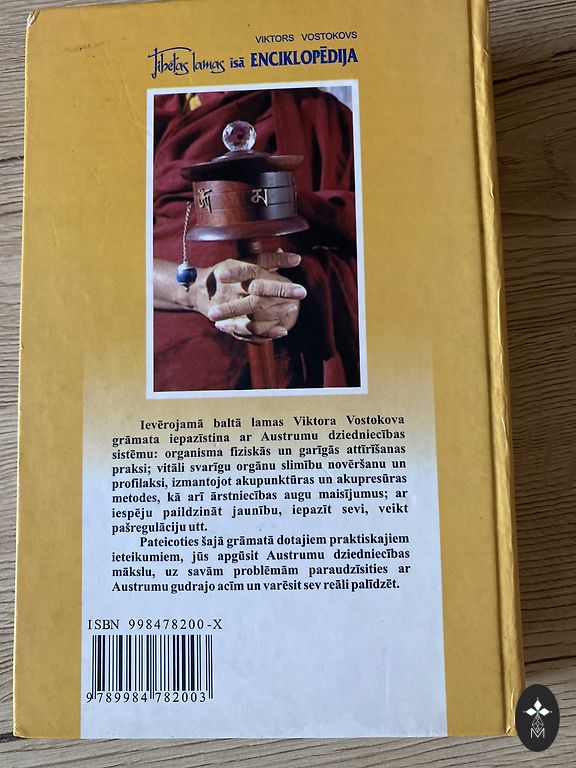 VIKTORS VOSTOKOVS
Tibetas lamas īsā ENCIKLOPĒDIJA
Ievērojamā baltā lamas Viktora Vostokova
grāmata iepazīstina ar Austrumu dziedniecības
sistēmu: organisma fiziskās un garīgās attīrīšanas
praksi; vitāli svarīgu orgānu slimību novēršanu un
profilaksi, izmantojot akupunktūras un akupresūras
metodes, kā arī ārstniecības augu maisījumus; ar
iespēju paildzināt jaunību, iepazīt sevi, veikt
pašregulāciju utt.
Pateicoties šajā grāmatā dotajiem praktiskajiem
ieteikumiem, jūs apgūsit Austrumu dziedniecības
mākslu, uz savām problēmām paraudzīsities ar
Austrumu gudrajo acīm un varēsit sev reāli palīdzēt.
ISBN 998478200-X
9 789984 782003
M